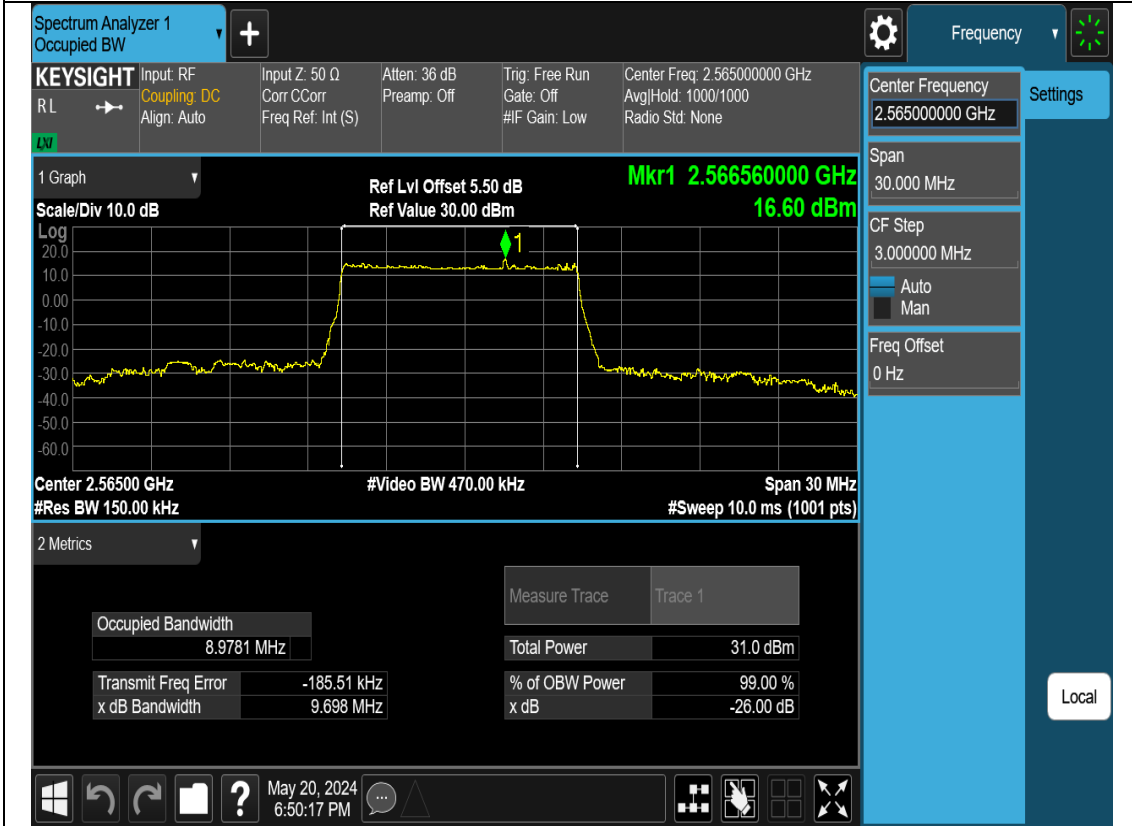 Spectrum Analyzer 1
Occupied BW
+
Frequency
KEYSIGHT
R L
LXI
Input: RF
Coupling: DC
Align: Auto
Input Z: 50 Ω
Corr CCorr
Freq Ref: Int (S)
Atten: 36 dB
Preamp: Off
Trig: Free Run
Gate: Off
#IF Gain: Low
Center Freq: 2.565000000 GHz
Avg|Hold: 1000/1000
Radio Std: None
Center Frequency
2.565000000 GHz
Settings
Span
30.000 MHz
CF Step
3.000000 MHz
Auto
Man
Freq Offset
0 Hz
Local
1 Graph
Scale/Div 10.0 dB
Ref Lvl Offset 5.50 dB
Ref Value 30.00 dBm
Mkr1 2.566560000 GHz
16.60 dBm
Log
20.0
10.0
0.00
-10.0
-20.0
-30.0
-40.0
-50.0
-60.0
1
Center 2.56500 GHz
#Res BW 150.00 kHz
#Video BW 470.00 kHz
Span 30 MHz
#Sweep 10.0 ms (1001 pts)
2 Metrics
Measure Trace Trace 1
Occupied Bandwidth
8.9781 MHz
Total Power 31.0 dBm
Transmit Freq Error -185.51 kHz
% of OBW Power 99.00 %
x dB Bandwidth 9.698 MHz
x dB -26.00 dB
?
May 20, 2024
6:50:17 PM